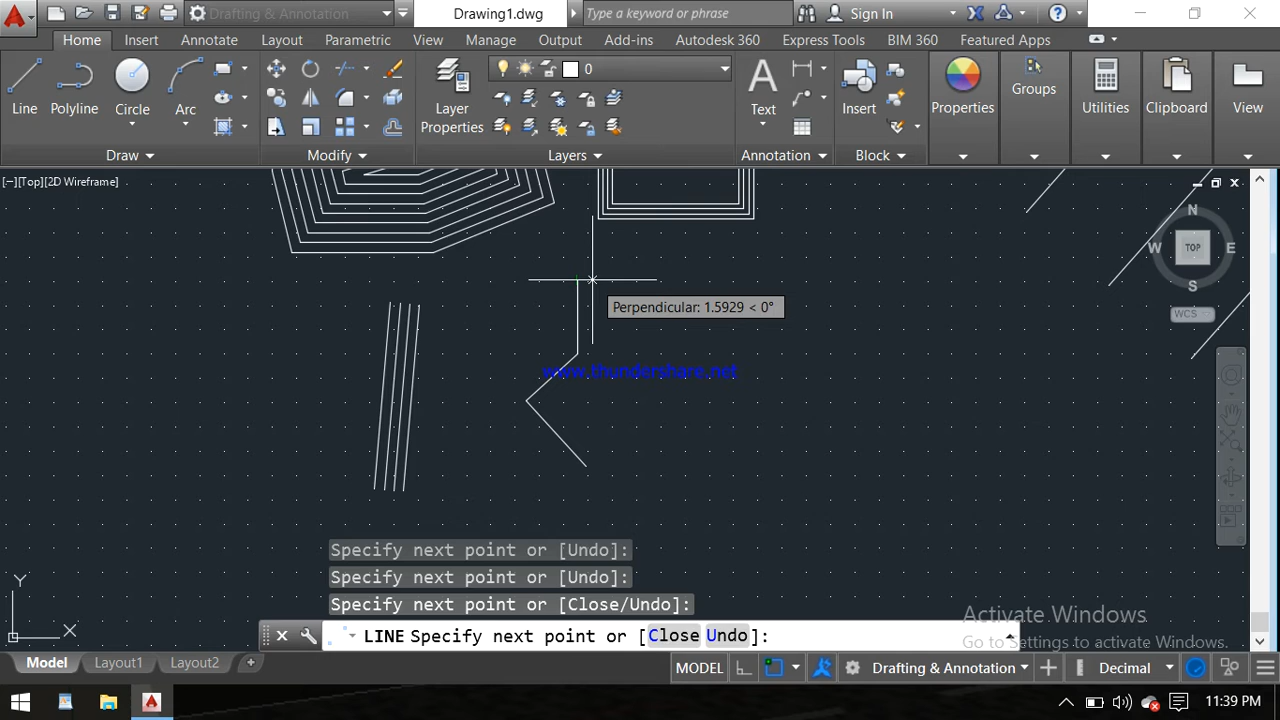 Drafting & Annotation
Drawing1.dwg
Type a keyword or phrase
Sign In
Home Insert Annotate Layout Parametric View Manage Output Add-ins Autodesk 360 Express Tools BIM 360 Featured Apps
Line
Polyline
Circle
Arc
Layer
Properties
0
Text
Insert
Properties
Groups
Utilities
Clipboard
View
Draw
Modify
Layers
Annotation
Block
[−][Top][2D Wireframe]
N
W
TOP
E
S
WCS
Perpendicular: 1.5929 < 0°
www.thundershare.net
Specify next point or [Undo]:
Specify next point or [Undo]:
Specify next point or [Close/Undo]:
LINE Specify next point or [Close Undo]:
Y
X
Activate Windows
Go to Settings to activate Windows.
Model Layout1 Layout2
MODEL
Drafting & Annotation
Decimal
11:39 PM